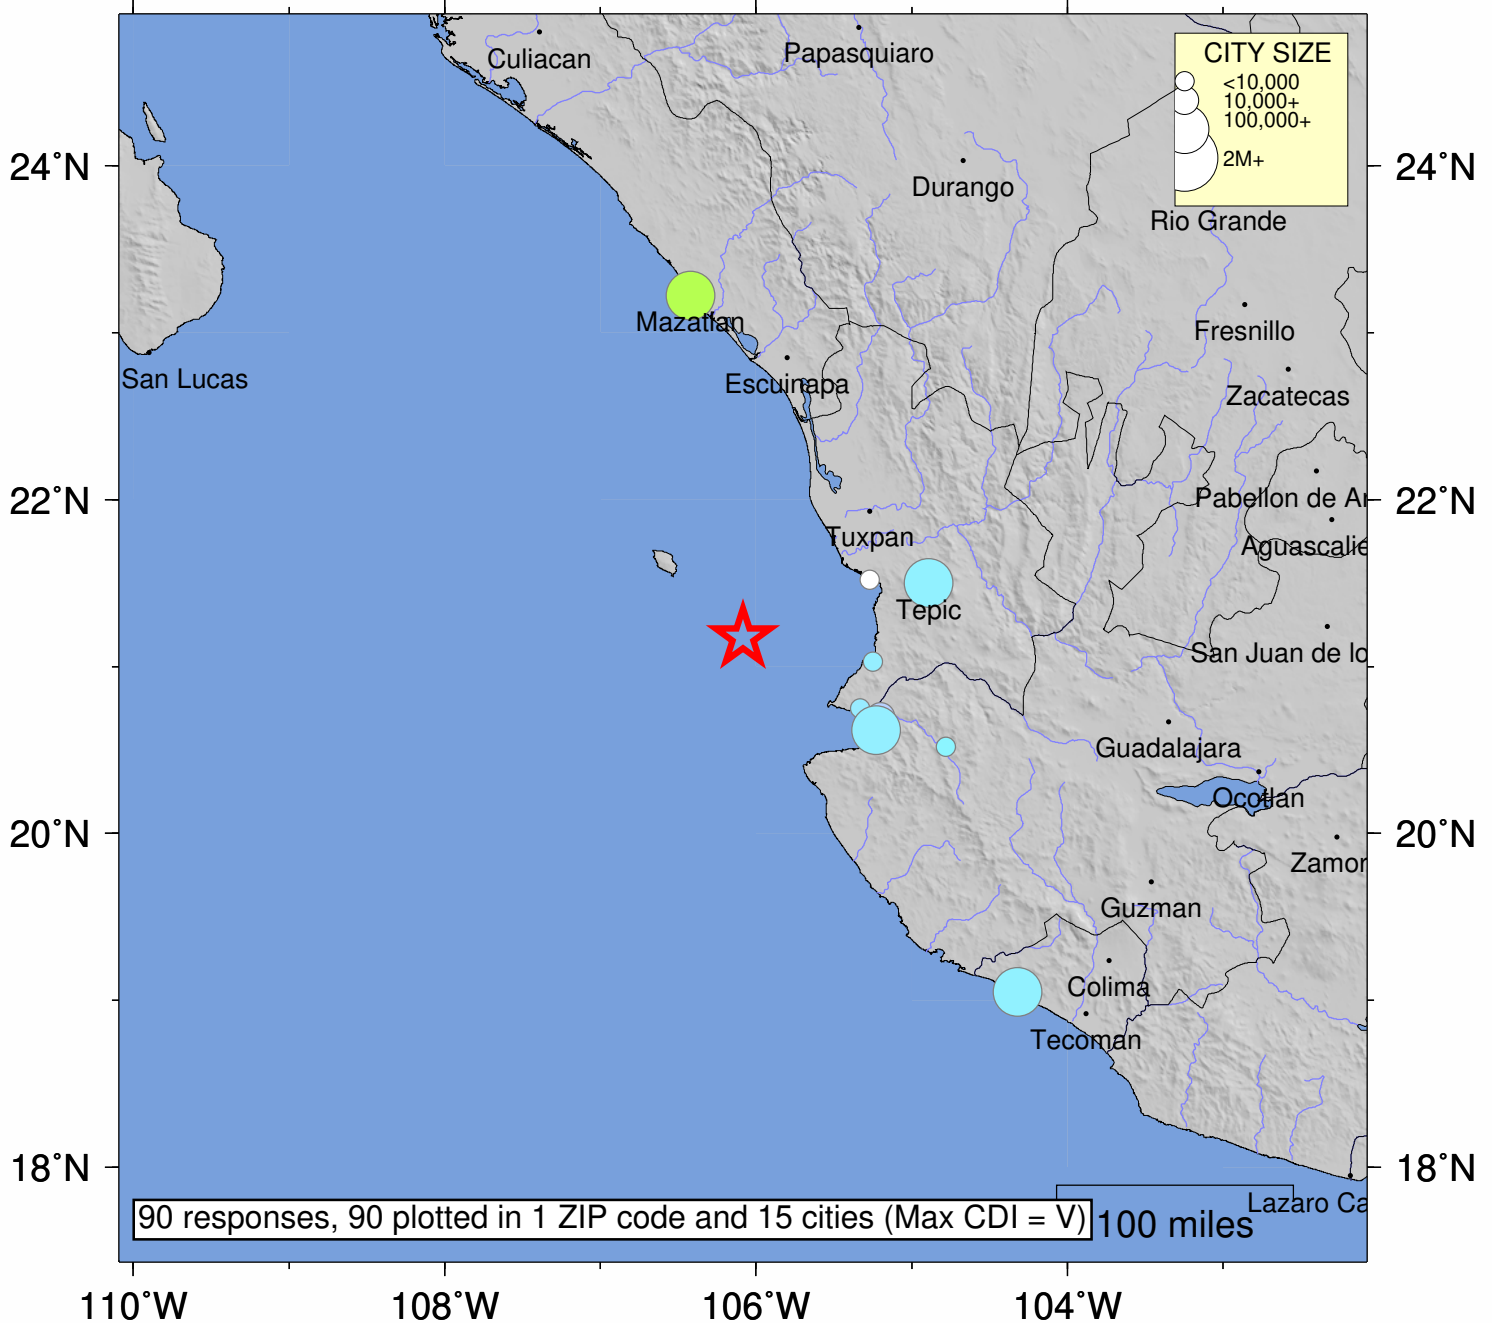 Culiacan
Papasquiaro
CITY SIZE
<10,000
10,000+
100,000+
2M+
24°N
24°N
Durango
Rio Grande
Mazatlan
Fresnillo
San Lucas
Escuinapa
Zacatecas
22°N
22°N
Pabellon de Ar
Tuxpan
Aguascalie
Tepic
San Juan de lo
Guadalajara
Ocotlan
20°N
20°N
Zamor
Guzman
Colima
Tecoman
18°N
18°N
Lazaro Ca
90 responses, 90 plotted in 1 ZIP code and 15 cities (Max CDI = V)
100 miles
110°W
108°W
106°W
104°W